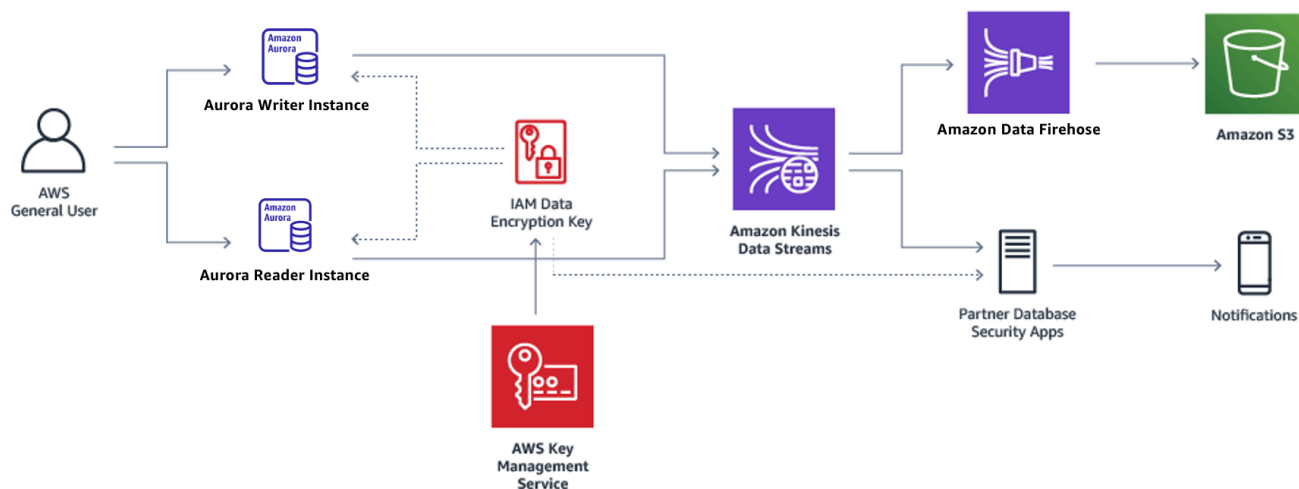 Amazon
Aurora
Aurora Writer Instance
AWS
General User
Amazon
Aurora
Aurora Reader Instance
IAM Data
Encryption Key
AWS Key
Management
Service
Amazon Kinesis
Data Streams
Amazon Data Firehose
Amazon S3
Partner Database
Security Apps
Notifications